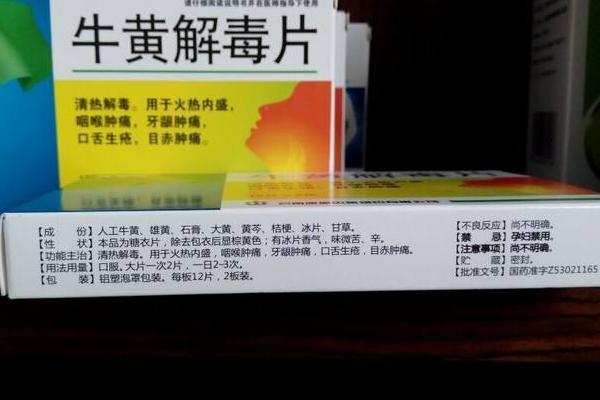 请仔细阅读说明书并在医师指导下使用
牛黄解毒片
清热解毒。用于火热内盛，
咽喉肿痛，牙龈肿痛，
口舌生疮，目赤肿痛。
【成 份】人工牛黄、雄黄、石膏、大黄、黄芩、桔梗、冰片、甘草。
【性 状】本品为糖衣片，除去包衣后显棕黄色；有冰片香气，味微苦、辛。
【功能主治】清热解毒。用于火热内盛，咽喉肿痛，牙龈肿痛，口舌生疮，目赤肿痛。
【用法用量】口服。大片一次2片，一日2~3次。
【包 装】铝塑泡罩包装。每板12片，2板装。
【不良反应】尚不明确。
【禁 忌】孕妇禁用。
【注意事项】尚不明确。
【贮 藏】密封。
【批准文号】国药准字Z53021165